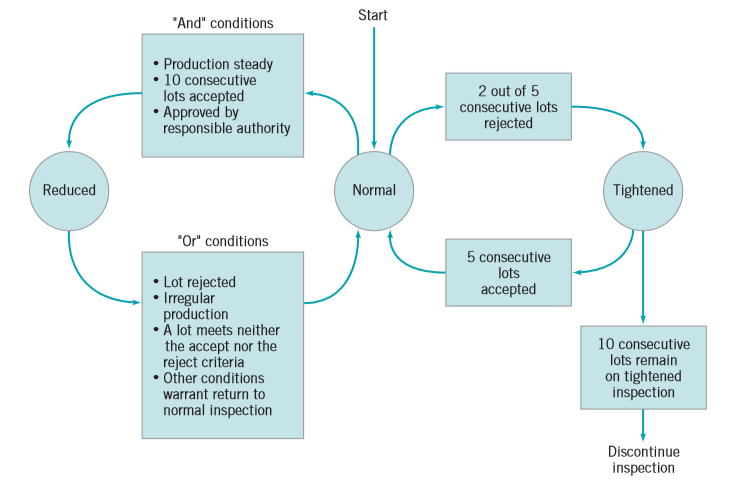 Start
"And" conditions
• Production steady
• 10 consecutive
lots accepted
• Approved by
responsible authority
2 out of 5
consecutive lots
rejected
Reduced
Normal
Tightened
"Or" conditions
• Lot rejected
• Irregular
production
• A lot meets neither
the accept nor the
reject criteria
• Other conditions
warrant return to
normal inspection
5 consecutive
lots
accepted
10 consecutive
lots remain
on tightened
inspection
Discontinue
inspection